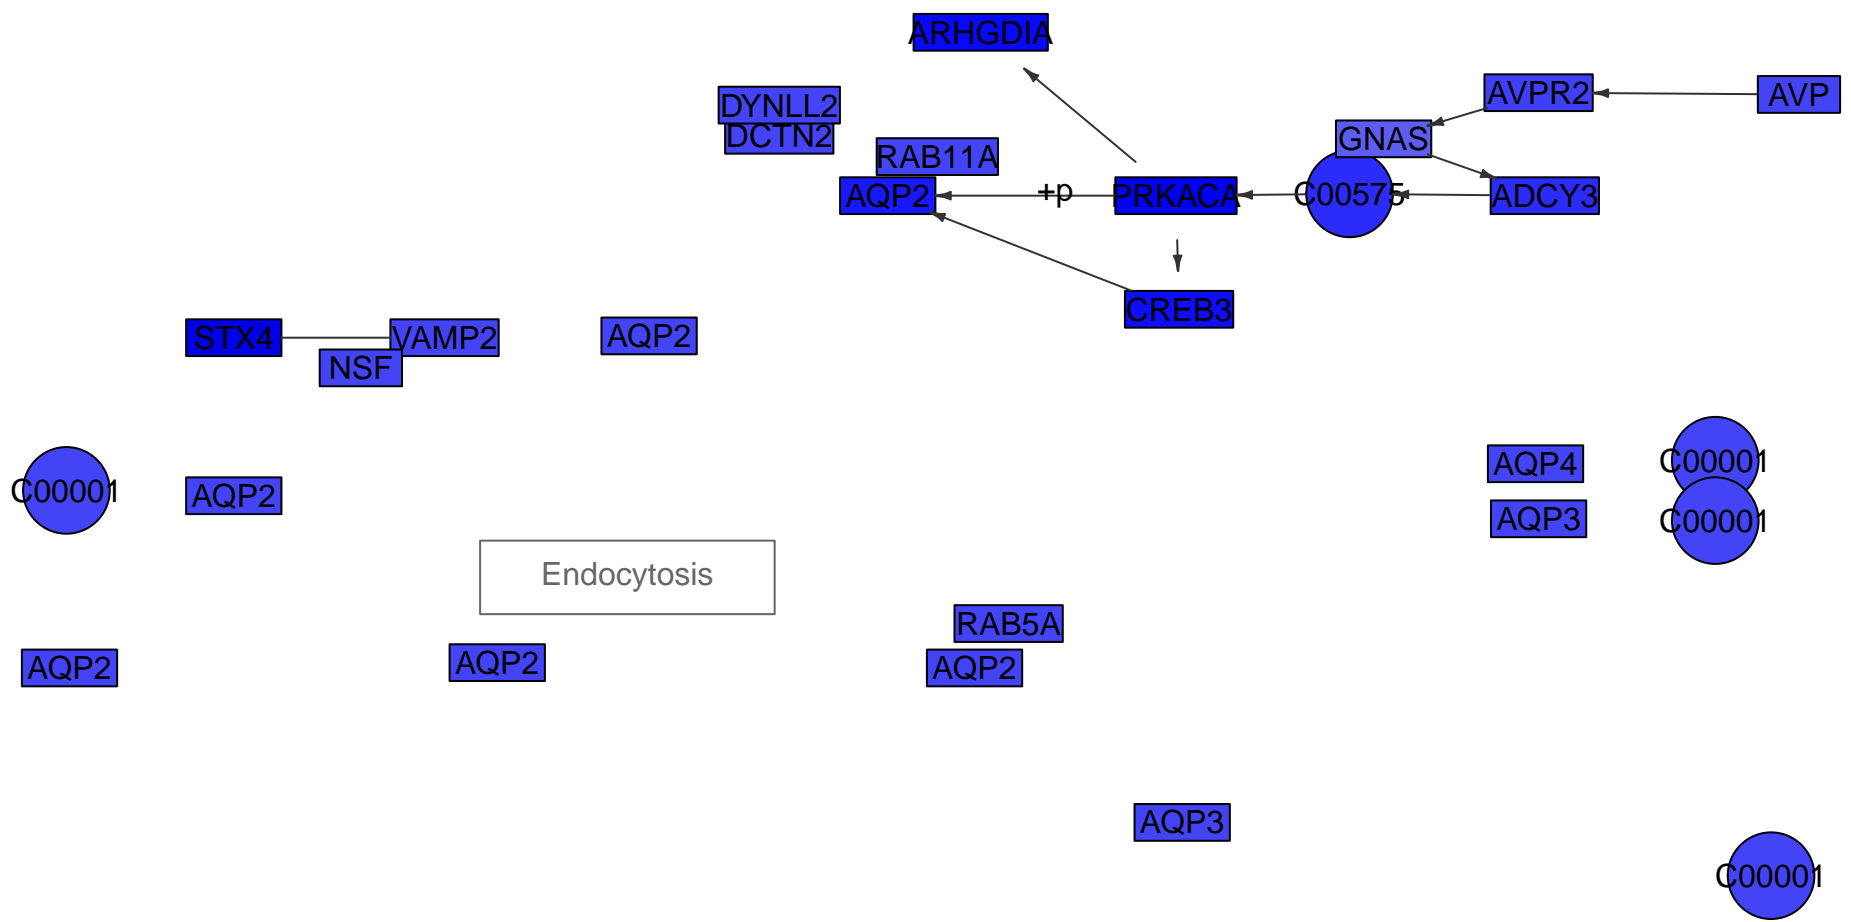 ARHGDIA
DYNLL2
AVPR2
AVP
DCTN2
GNAS
RAB11A
AQP2
+p
PRKACA
C00575
ADCY3
CREB3
STX4
VAMP2
AQP2
NSF
C00001
AQP2
AQP4
C00001
AQP3
C00001
Endocytosis
RAB5A
AQP2
AQP2
AQP2
AQP3
C00001